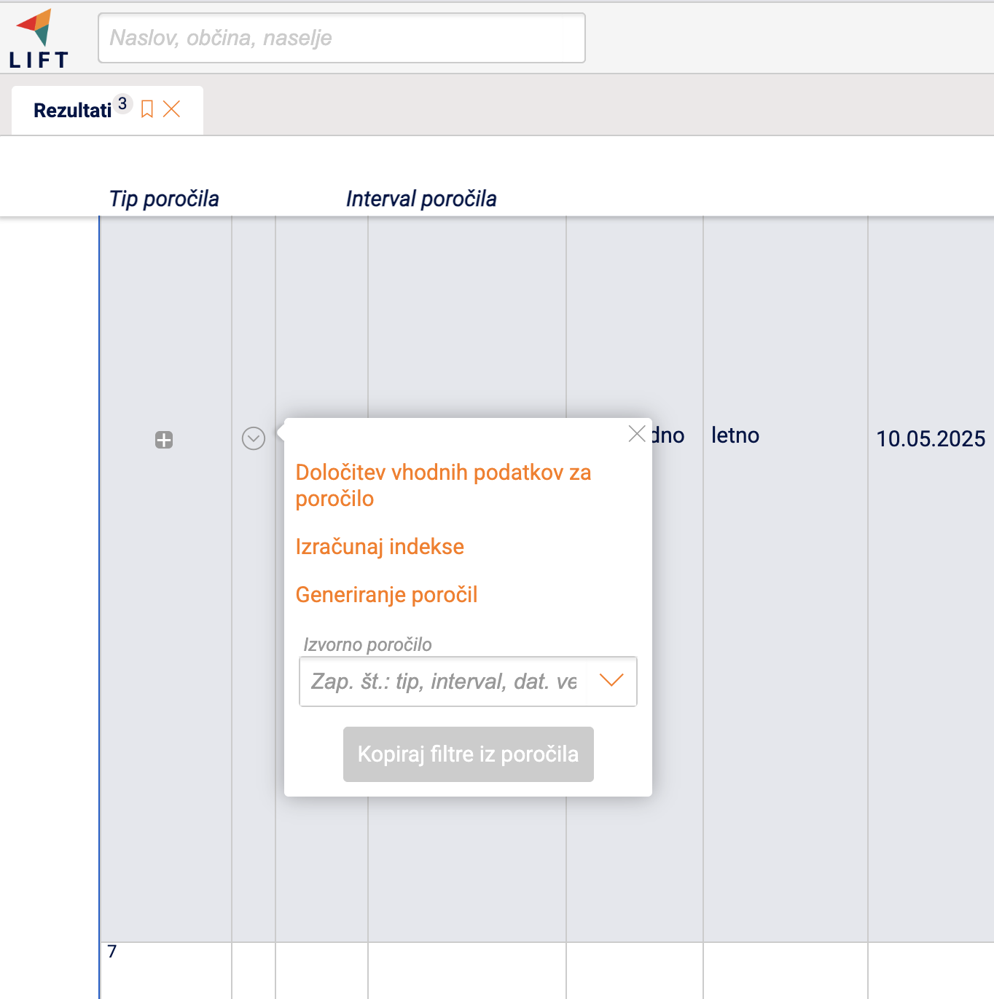 LIFT
Naslov, občina, naselje
Rezultati 3
Tip poročila
Interval poročila
letno
10.05.2025
Določitev vhodnih podatkov za
poročilo
Izračunaj indekse
Generiranje poročil
Izvorno poročilo
Zap. št.: tip, interval, dat. ve
Kopiraj filtre iz poročila
7